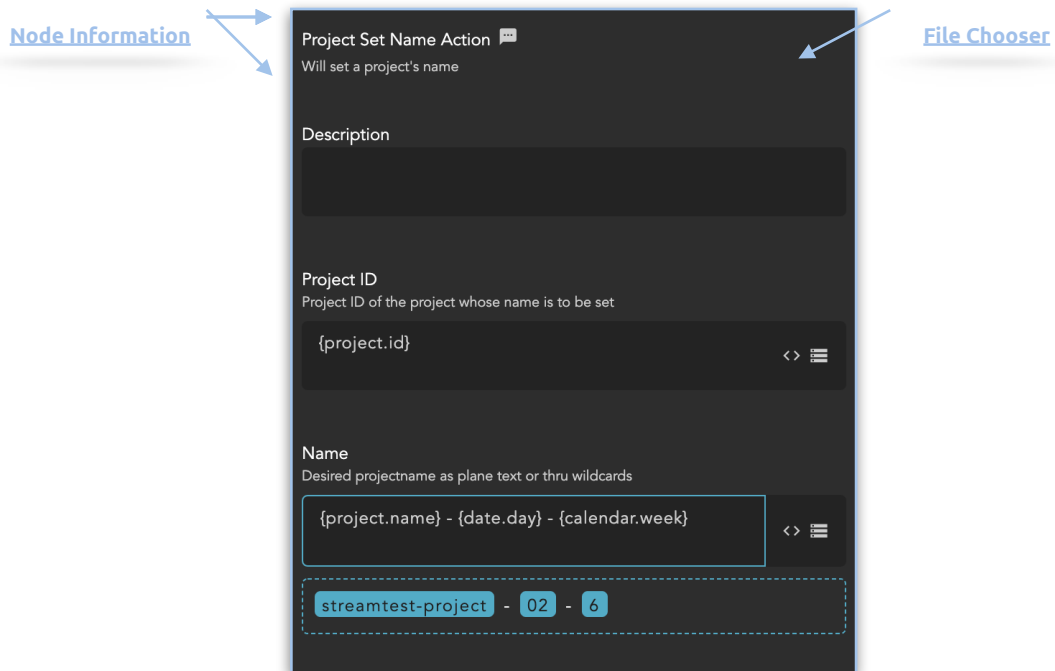 Node Information
File Chooser
Project Set Name Action
Will set a project's name
Description
Project ID
Project ID of the project whose name is to be set
{project.id}
<>
Name
Desired projectname as plane text or thru wildcards
{project.name} - {date.day} - {calendar.week}
<>
streamtest-project - 02 - 6